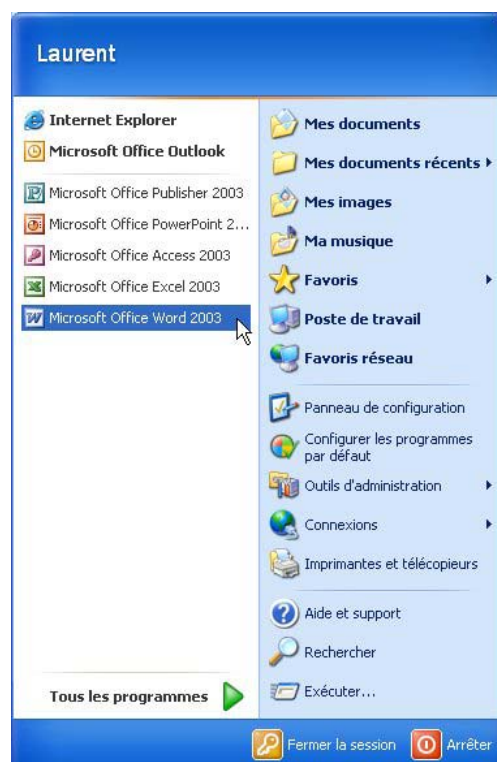 Laurent
Internet Explorer
Microsoft Office Outlook
Microsoft Office Publisher 2003
Microsoft Office PowerPoint 2...
Microsoft Office Access 2003
Microsoft Office Excel 2003
Microsoft Office Word 2003
Tous les programmes
Mes documents
Mes documents récents
Mes images
Ma musique
Favoris
Poste de travail
Favoris réseau
Panneau de configuration
Configurer les programmes
par défaut
Outils d'administration
Connexions
Imprimantes et télécopieurs
Aide et support
Rechercher
Exécuter...
Fermer la session
Arrêter